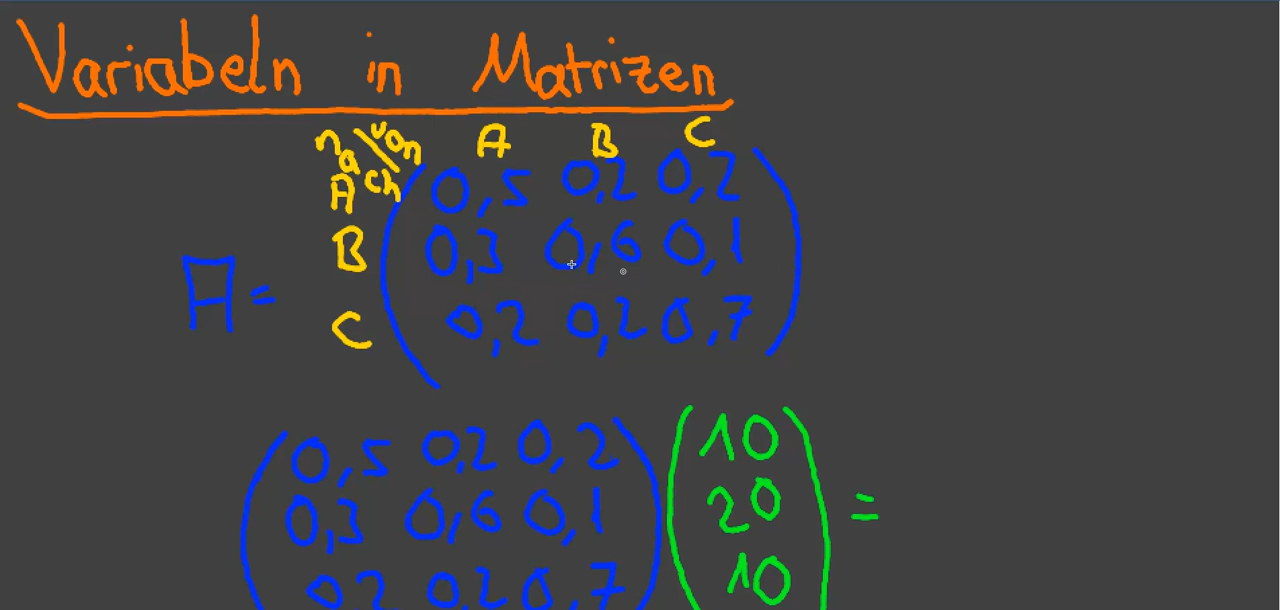 Variabeln in Matrizen
von nach A B C
A 0,5 0,2 0,2
B 0,3 0,6 0,1
A =
C 0,2 0,2 0,7
0,5 0,2 0,2 10
0,3 0,6 0,1 20 =
0,2 0,2 0,7 10